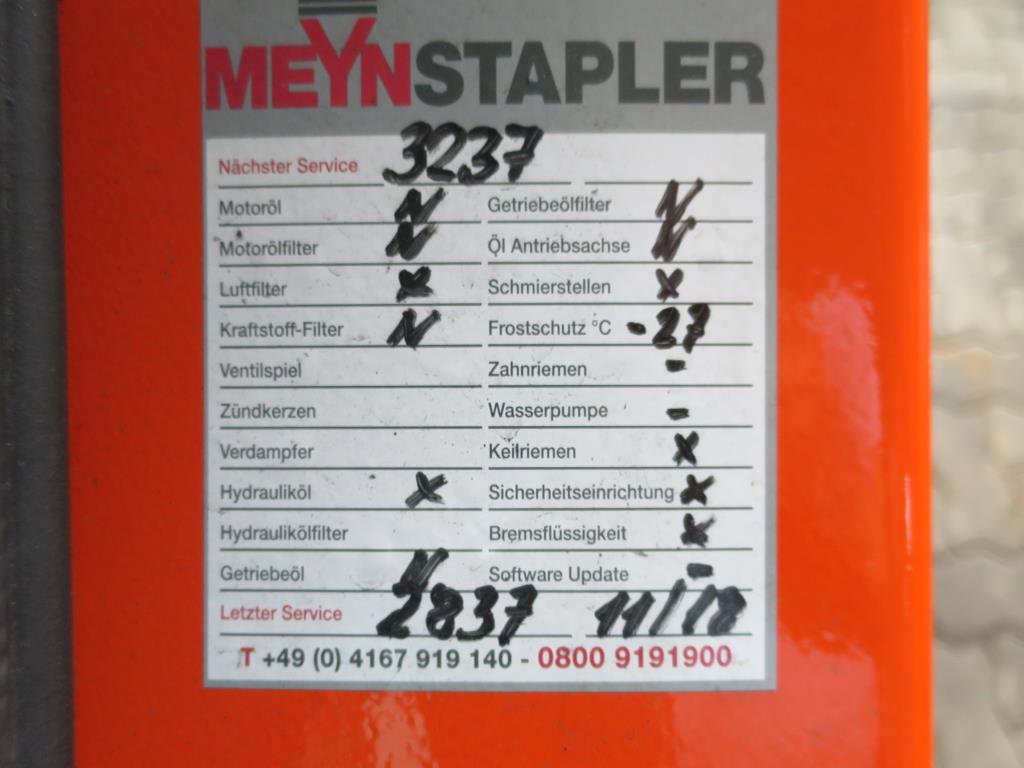 MEYNSTAPLER
Nächster Service 3237
Motoröl N Getriebeölfilter N
Motorölfilter N Öl Antriebsachse N
Luftfilter x Schmierstellen x
Kraftstoff-Filter N Frostschutz °C -27
Ventilspiel Zahnriemen -
Zündkerzen Wasserpumpe -
Verdampfer Keilriemen x
Hydrauliköl x Sicherheitseinrichtung x
Hydraulikölfilter Bremsflüssigkeit x
Getriebeöl N Software Update -
Letzter Service 2837 11/18
T +49 (0) 4167 919 140 - 0800 9191900